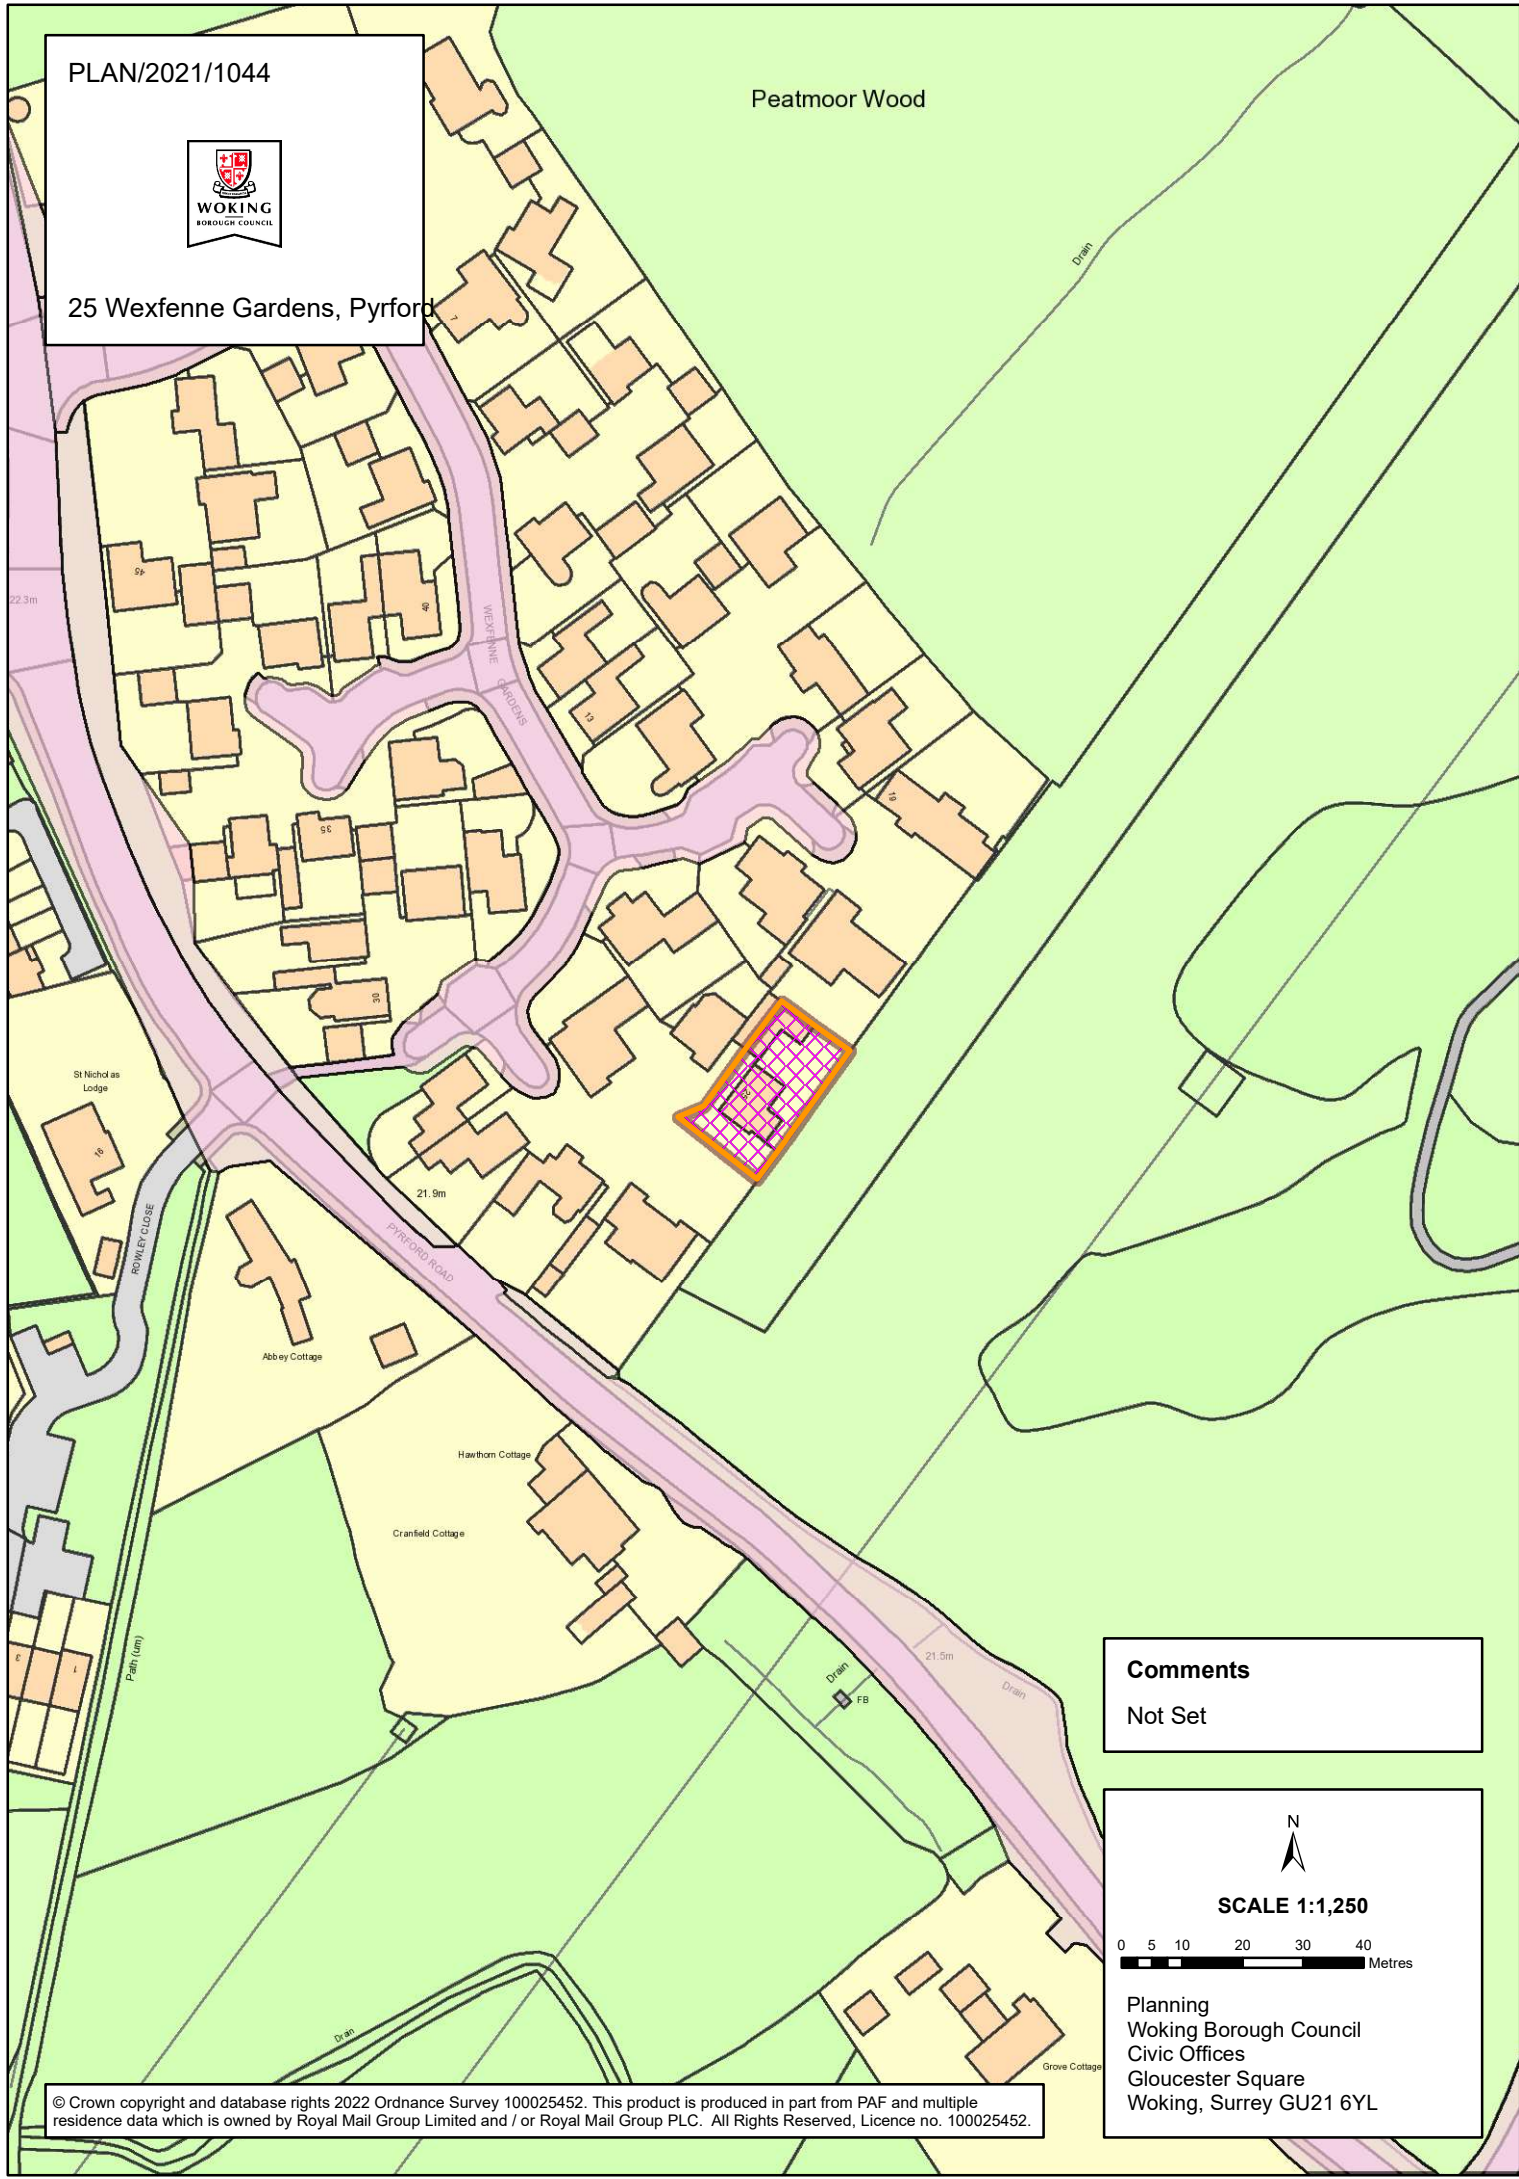 PLAN/2021/1044
WOKING
BOROUGH COUNCIL
25 Wexfenne Gardens, Pyrford
Peatmoor Wood
Drain
7
45
40
22.3m
WEXFENNE GARDENS
13
19
35
30
25
St Nicholas
Lodge
16
ROWLEY CLOSE
21.9m
PYRFORD ROAD
Abbey Cottage
Hawthorn Cottage
Cranfield Cottage
Path (um)
3
1
Drain
FB
21.5m
Drain
Drain
Grove Cottage
Comments
Not Set
N
SCALE 1:1,250
0 5 10 20 30 40
Metres
Planning
Woking Borough Council
Civic Offices
Gloucester Square
Woking, Surrey GU21 6YL
© Crown copyright and database rights 2022 Ordnance Survey 100025452. This product is produced in part from PAF and multiple
residence data which is owned by Royal Mail Group Limited and / or Royal Mail Group PLC. All Rights Reserved, Licence no. 100025452.